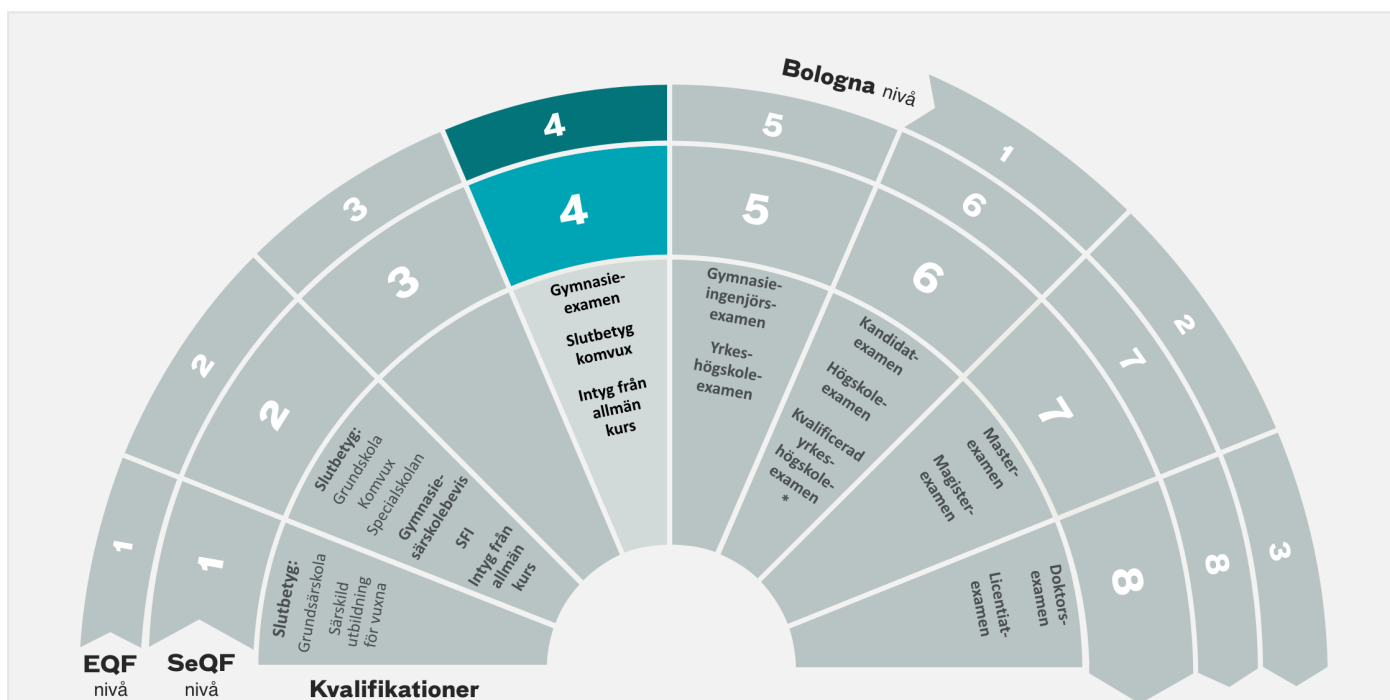 Bologna nivå
1
2
3
1
2
3
4
5
6
7
8
1
2
3
4
5
6
7
8
Slutbetyg:
Grundsärskola
Särskild
utbildning
för vuxna
Slutbetyg:
Grundskola
Komvux
Specialskolan
Gymnasie-
särskolebevis
SFI
Intyg från
allmän
kurs
Gymnasie-
examen
Slutbetyg
komvux
Intyg från
allmän
kurs
Gymnasie-
ingenjörs-
examen
Yrkes-
högskole-
examen
Kandidat-
examen
Högskole-
examen
Kvalificerad
yrkes-
högskole-
examen
*
Master-
examen
Magister-
examen
Doktors-
examen
Licentiat-
examen
EQF
nivå
SeQF
nivå
Kvalifikationer